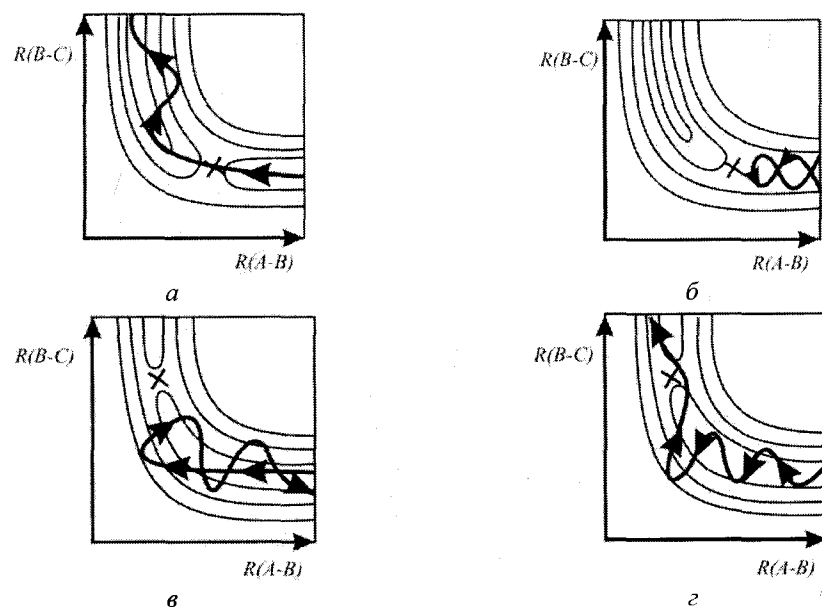 R(B-C)
R(A-B)
а
R(B-C)
R(A-B)
б
R(B-C)
R(A-B)
в
R(B-C)
R(A-B)
г